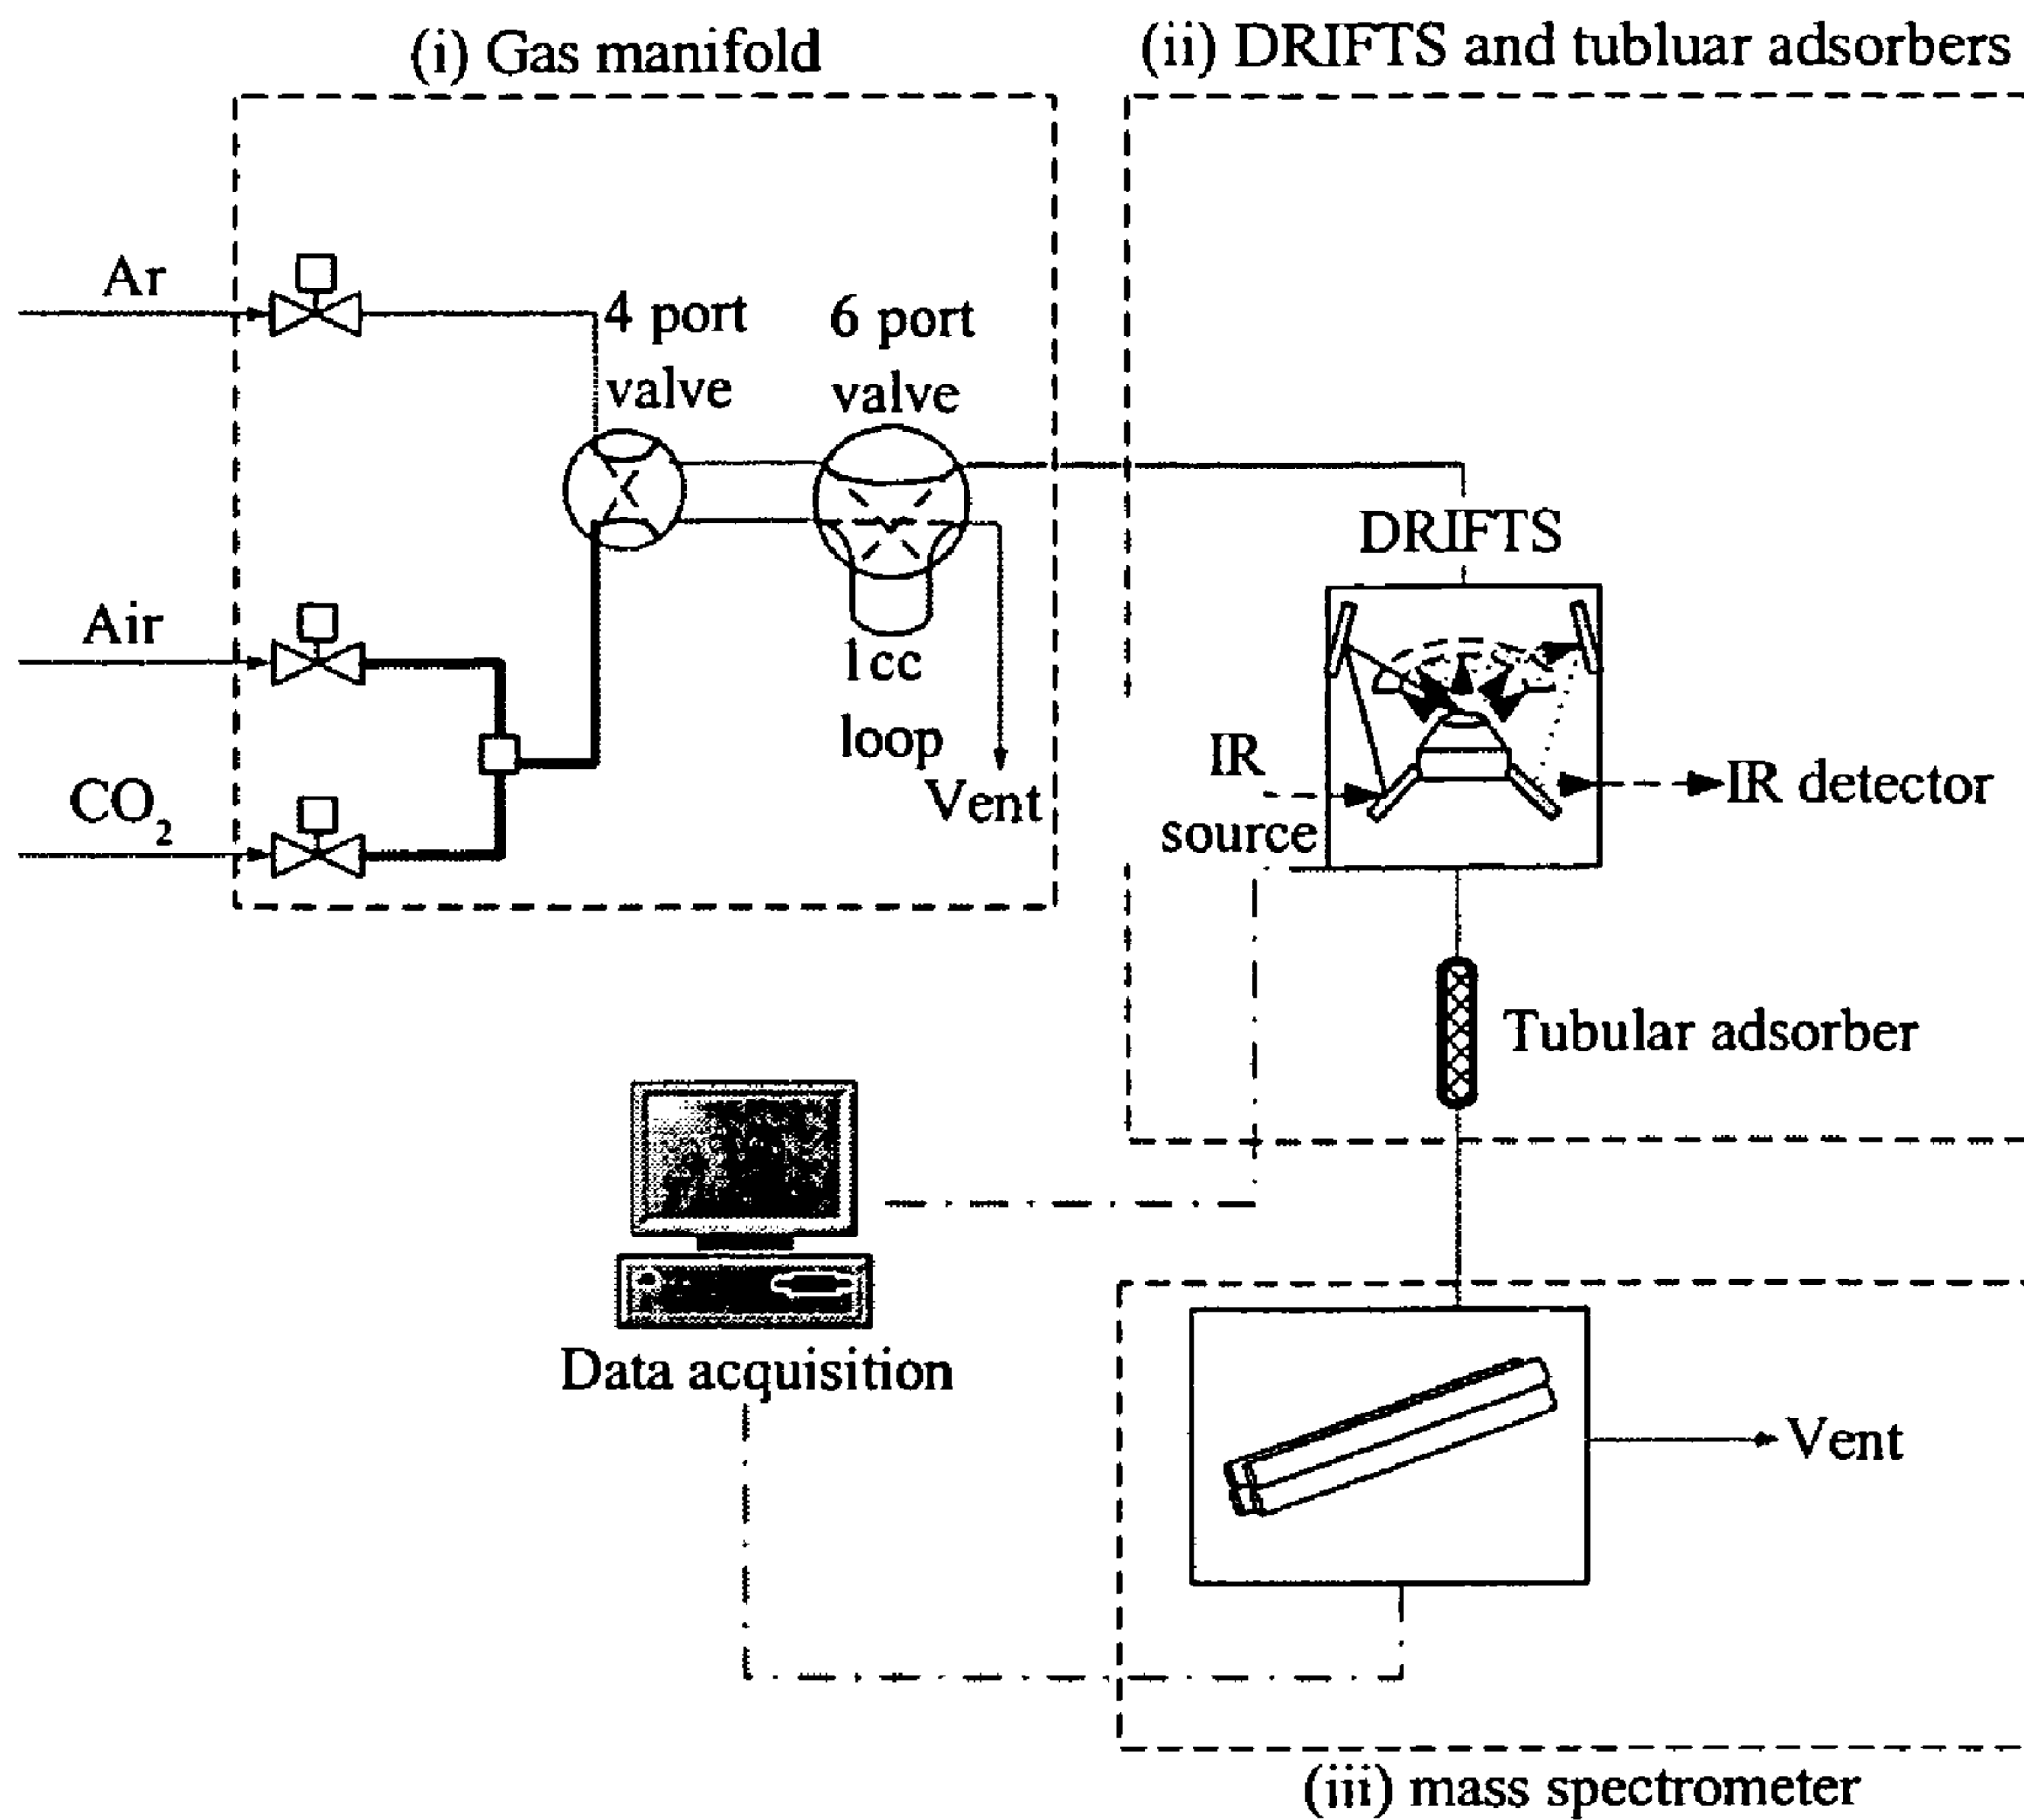 (i) Gas manifold
(ii) DRIFTS and tubluar adsorbers
Ar
4 port
valve
6 port
valve
Air
1cc
loop
CO2
Vent
DRIFTS
IR
source
IR detector
Tubular adsorber
Data acquisition
Vent
(iii) mass spectrometer